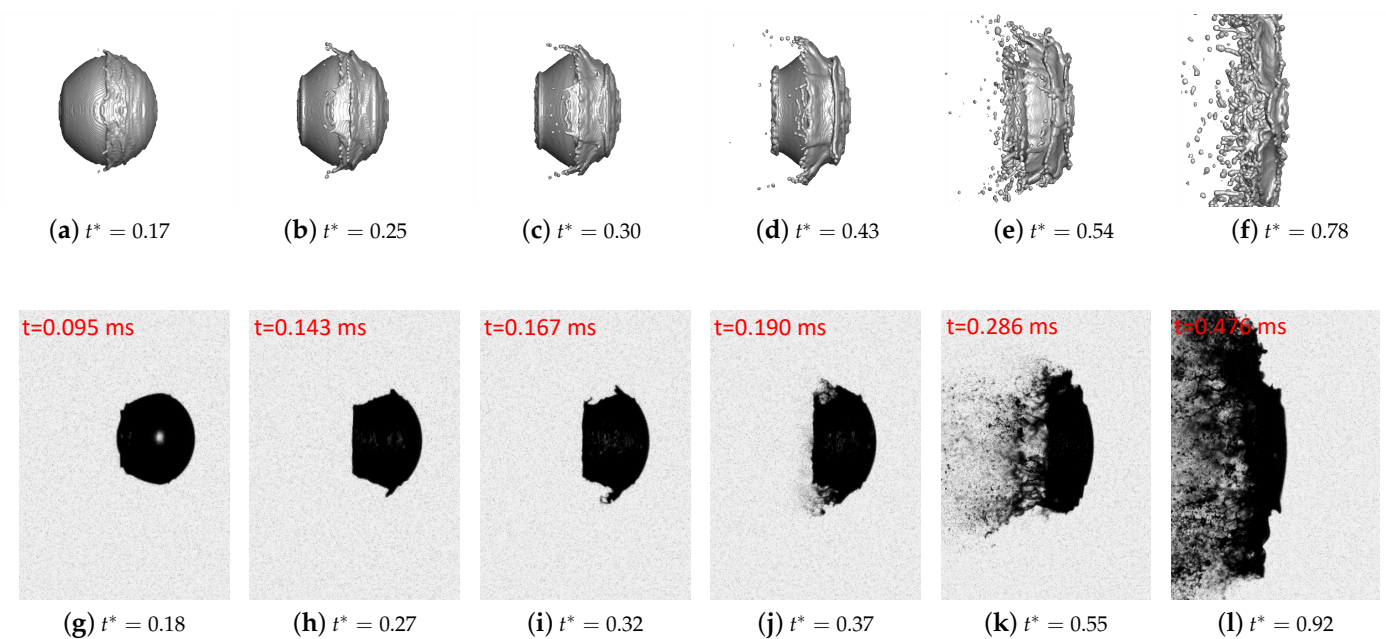 (a) t* = 0.17
(b) t* = 0.25
(c) t* = 0.30
(d) t* = 0.43
(e) t* = 0.54
(f) t* = 0.78
t=0.095 ms
t=0.143 ms
t=0.167 ms
t=0.190 ms
t=0.286 ms
t=0.476 ms
(g) t* = 0.18
(h) t* = 0.27
(i) t* = 0.32
(j) t* = 0.37
(k) t* = 0.55
(l) t* = 0.92